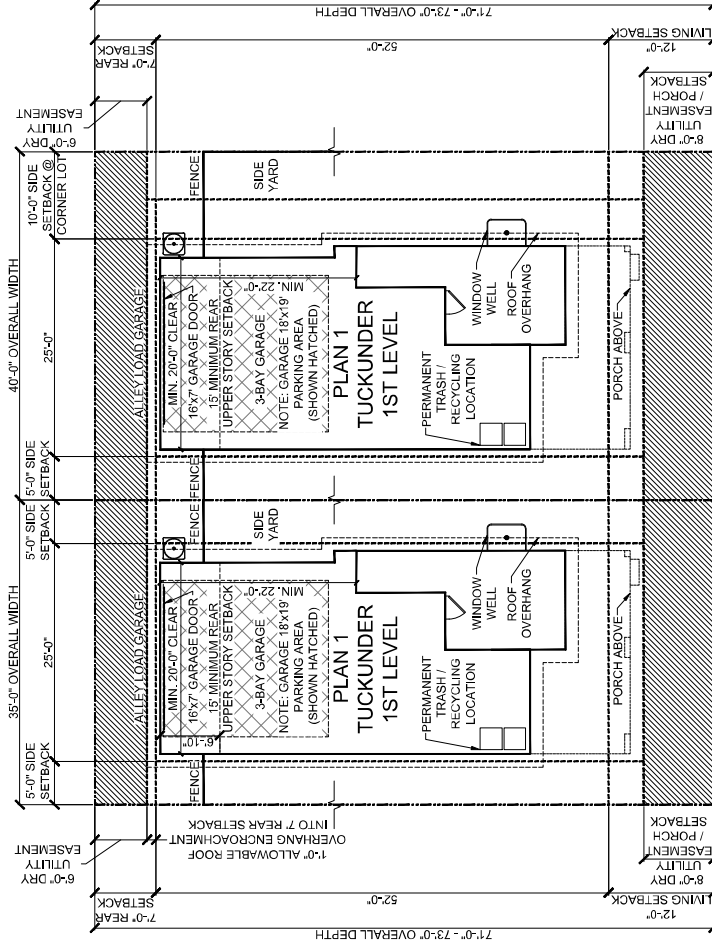 35'-0" OVERALL WIDTH
40'-0" OVERALL WIDTH
5'-0" SIDE
SETBACK
25'-0"
5'-0" SIDE
SETBACK
5'-0" SIDE
SETBACK
25'-0"
10'-0" SIDE
SETBACK @
CORNER LOT
6'-0" DRY
UTILITY
EASEMENT
7'-0" REAR
SETBACK
52'-0"
12'-0"
LIVING SETBACK
71'-0" - 73'-0" OVERALL DEPTH
8'-0" DRY
UTILITY
EASEMENT
/ PORCH
SETBACK
1'-0" ALLOWABLE ROOF
OVERHANG ENCROACHMENT
INTO 7' REAR SETBACK
ALLEY LOAD GARAGE
FENCE
MIN. 20'-0" CLEAR
16'x7' GARAGE DOOR
15' MINIMUM REAR
UPPER STORY SETBACK
3-BAY GARAGE
NOTE: GARAGE 18'x19'
PARKING AREA
(SHOWN HATCHED)
6'-10"
MIN. 22'-0"
PLAN 1
TUCKUNDER
1ST LEVEL
PERMANENT
TRASH /
RECYCLING
LOCATION
WINDOW
WELL
ROOF
OVERHANG
PORCH ABOVE
FENCE
SIDE
YARD
ALLEY LOAD GARAGE
FENCE
MIN. 20'-0" CLEAR
16'x7' GARAGE DOOR
15' MINIMUM REAR
UPPER STORY SETBACK
3-BAY GARAGE
NOTE: GARAGE 18'x19'
PARKING AREA
(SHOWN HATCHED)
MIN. 22'-0"
PLAN 1
TUCKUNDER
1ST LEVEL
PERMANENT
TRASH /
RECYCLING
LOCATION
WINDOW
WELL
ROOF
OVERHANG
PORCH ABOVE
FENCE
SIDE
YARD
6'-0" DRY
UTILITY
EASEMENT
7'-0" REAR
SETBACK
52'-0"
12'-0"
LIVING SETBACK
71'-0" - 73'-0" OVERALL DEPTH
8'-0" DRY
UTILITY
EASEMENT
/ PORCH
SETBACK